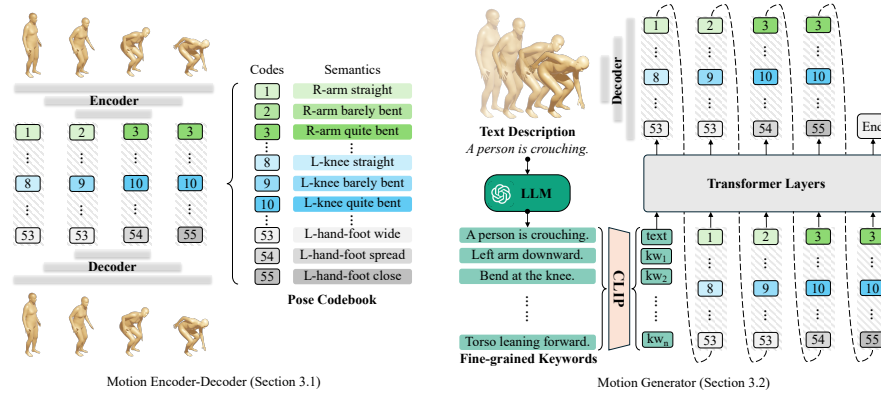 Encoder
1 2 3 3
8 9 10 10
53 53 54 55
Decoder
Codes Semantics
1 R-arm straight
2 R-arm barely bent
3 R-arm quite bent
8 L-knee straight
9 L-knee barely bent
10 L-knee quite bent
53 L-hand-foot wide
54 L-hand-foot spread
55 L-hand-foot close
Pose Codebook
Motion Encoder-Decoder (Section 3.1)
Text Description
A person is crouching.
LLM
A person is crouching.
Left arm downward.
Bend at the knee.
Torso leaning forward.
Fine-grained Keywords
CLIP
Decoder
1 2 3 3
8 9 10 10
53 53 54 55
End
Transformer Layers
text 1 2 3 3
kw1
kw2
8 9 10 10
kwn 53 53 54 55
Motion Generator (Section 3.2)